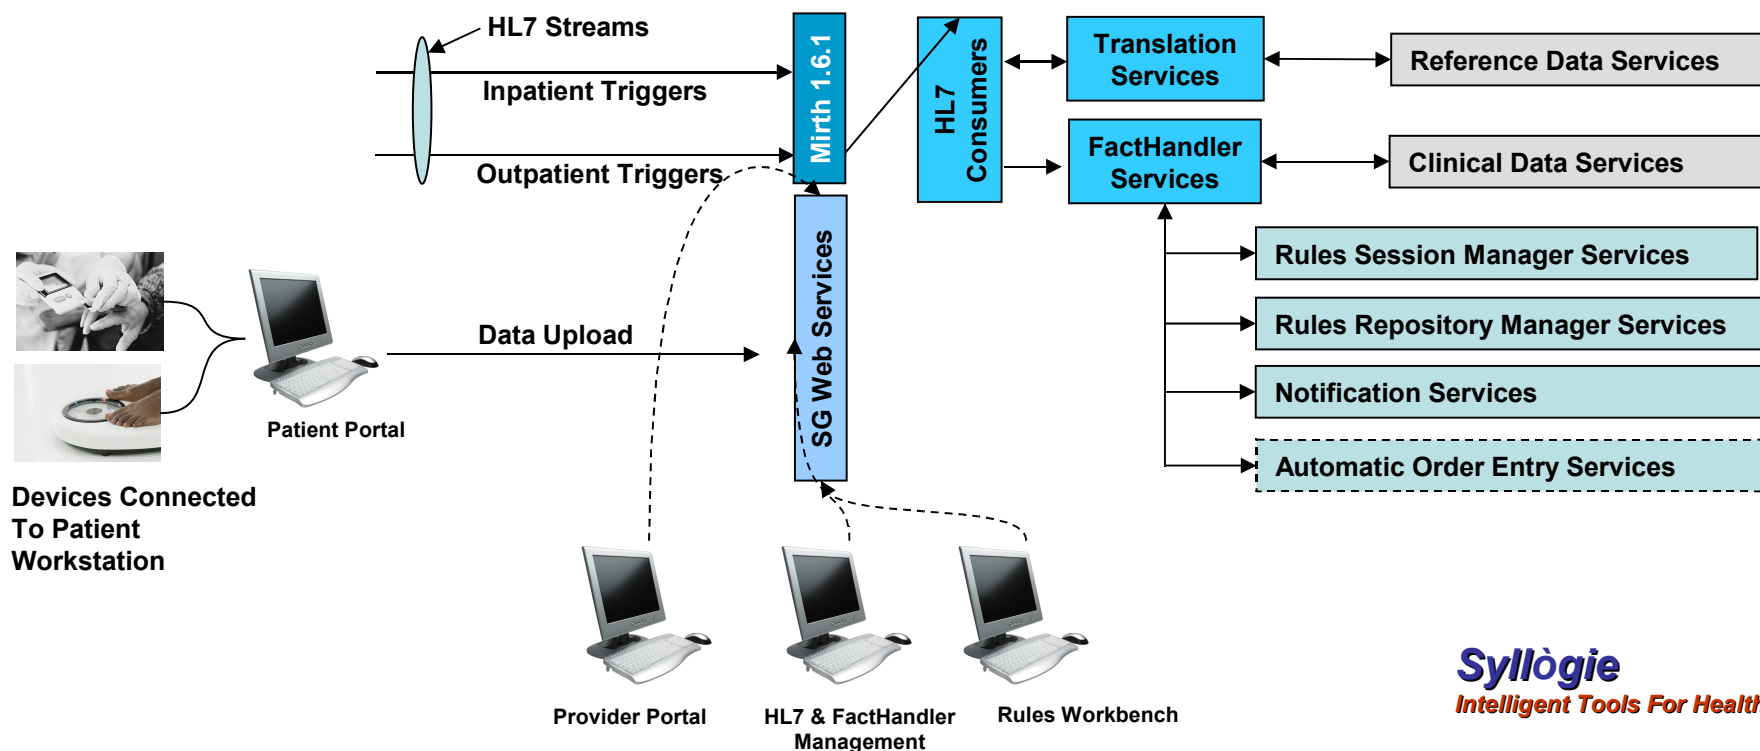 HL7 Streams
Inpatient Triggers
Outpatient Triggers
Mirth 1.6.1
HL7
Consumers
Translation
Services
FactHandler
Services
Reference Data Services
Clinical Data Services
Rules Session Manager Services
Rules Repository Manager Services
Notification Services
Automatic Order Entry Services
SG Web Services
Data Upload
Patient Portal
Devices Connected
To Patient
Workstation
Provider Portal
HL7 & FactHandler
Management
Rules Workbench
Syllògie
Intelligent Tools For Health